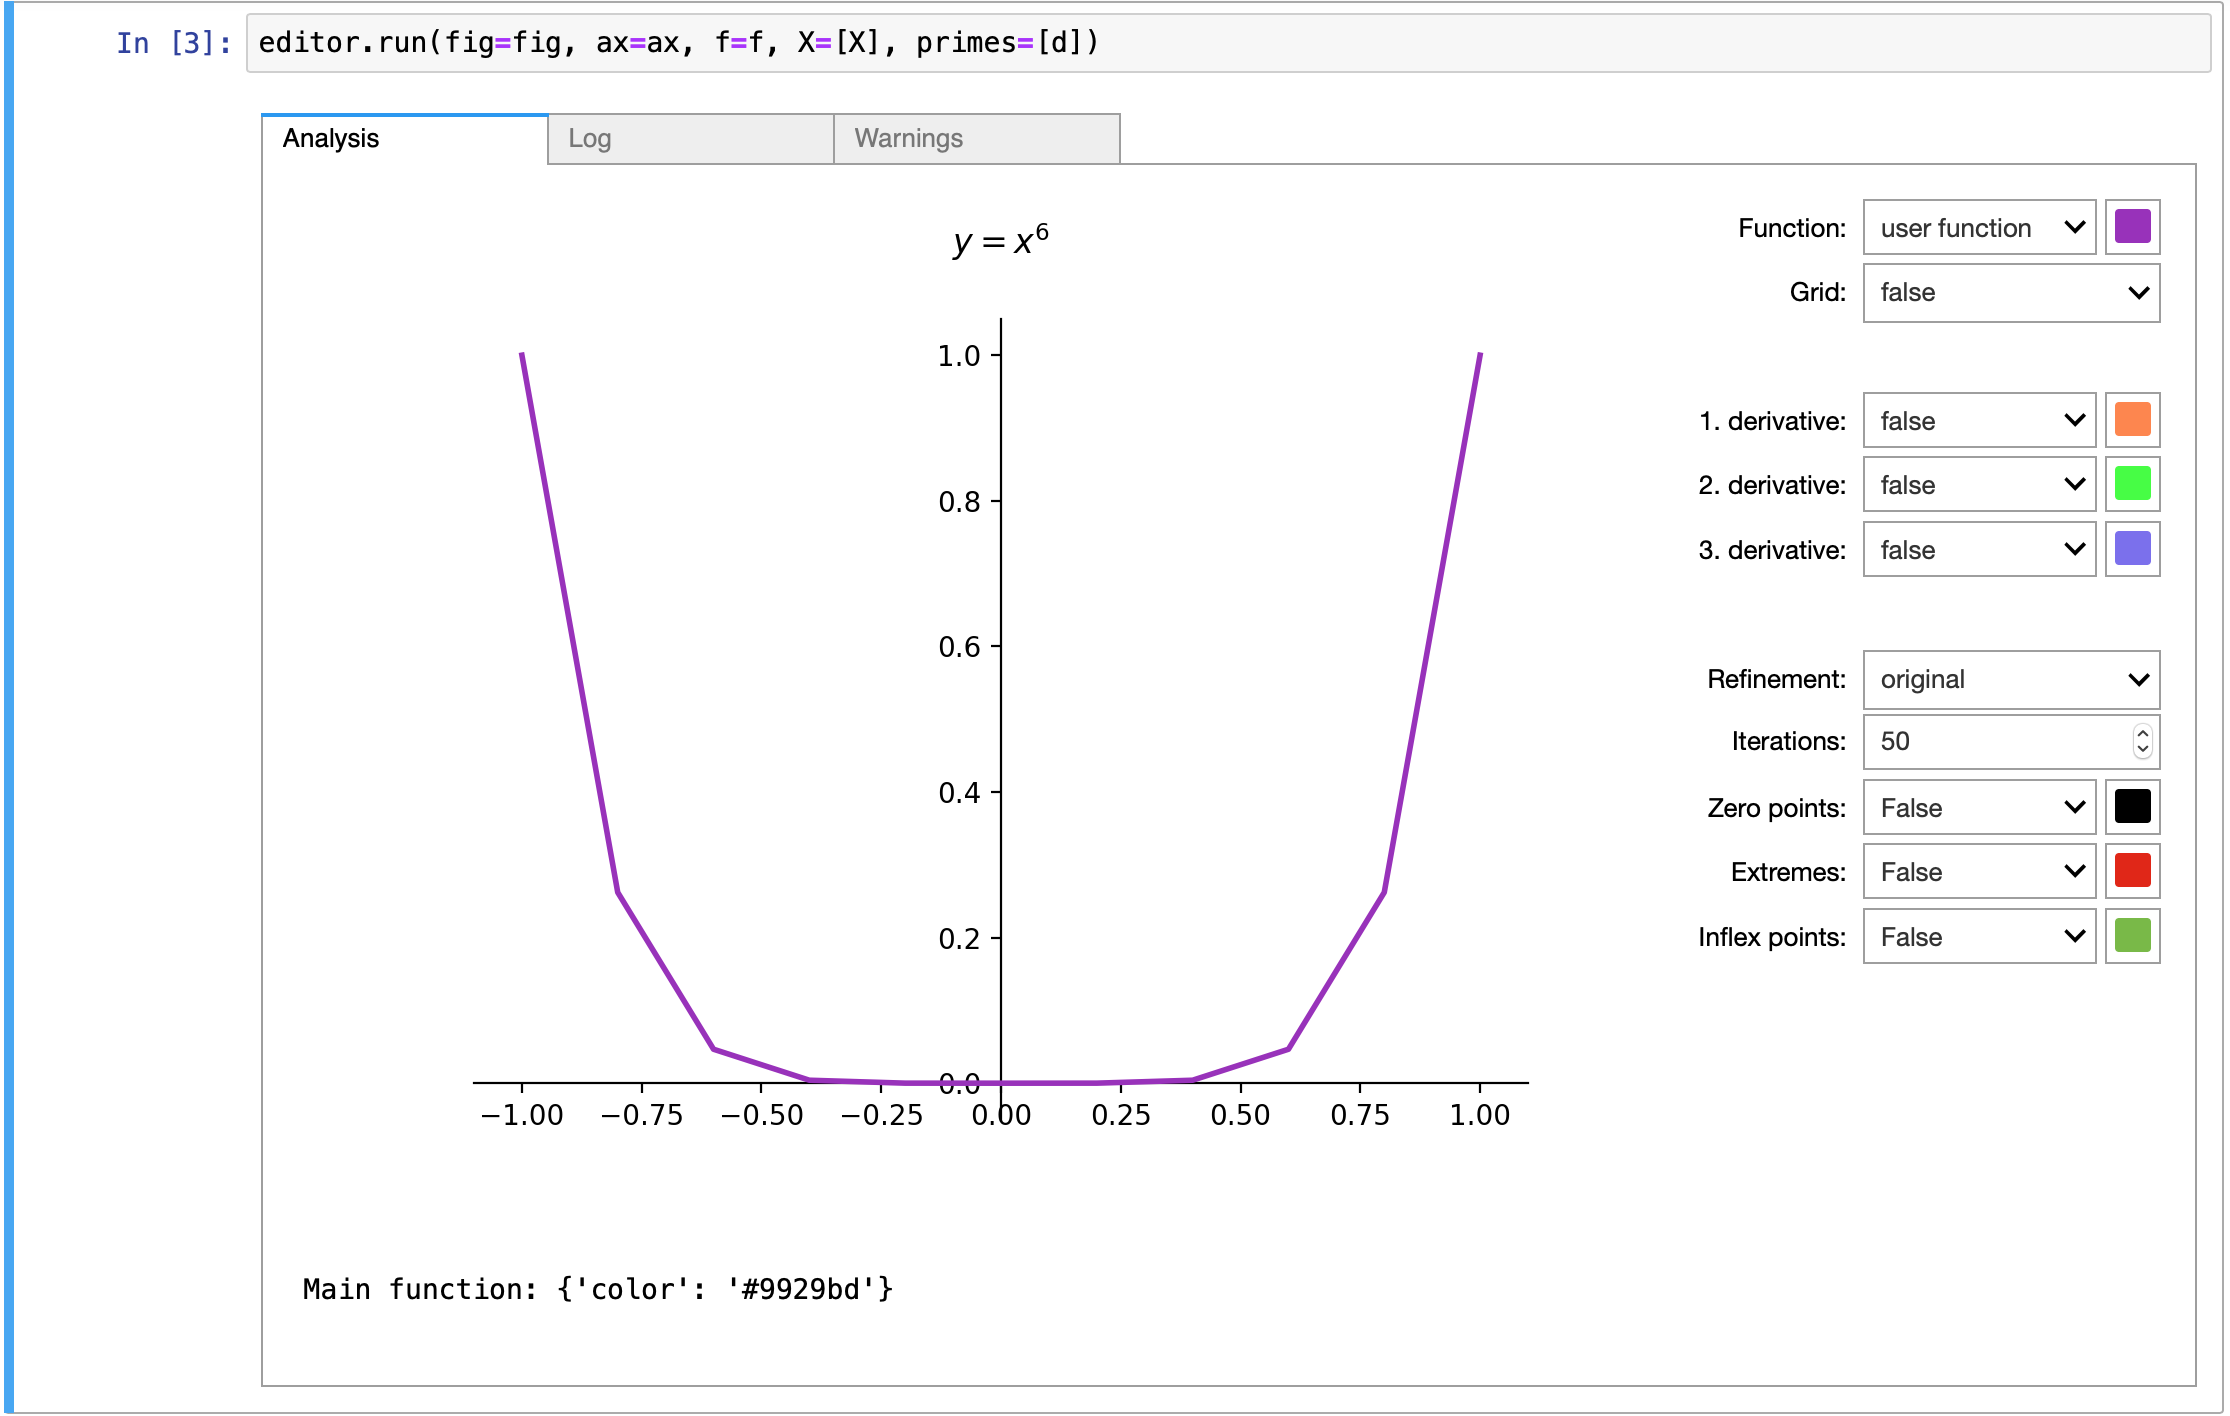 In [3]: editor.run(fig=fig, ax=ax, f=f, X=[X], primes=[d])
Analysis Log Warnings
y = x⁶
1.0
0.8
0.6
0.4
0.2
0.0
−1.00 −0.75 −0.50 −0.25 0.00 0.25 0.50 0.75 1.00
Function: user function
Grid: false
1. derivative: false
2. derivative: false
3. derivative: false
Refinement: original
Iterations: 50
Zero points: False
Extremes: False
Inflex points: False
Main function: {'color': '#9929bd'}